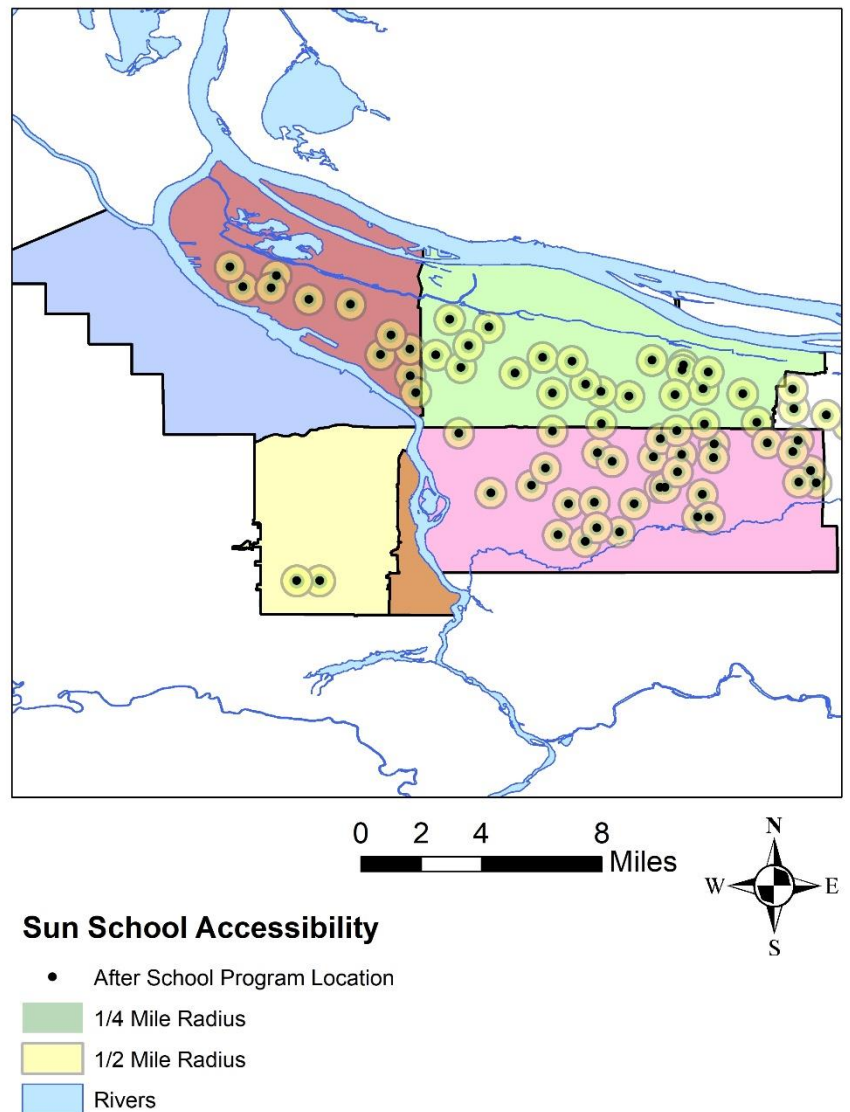 0 2 4 8
Miles
N
W E
S
Sun School Accessibility
After School Program Location
1/4 Mile Radius
1/2 Mile Radius
Rivers